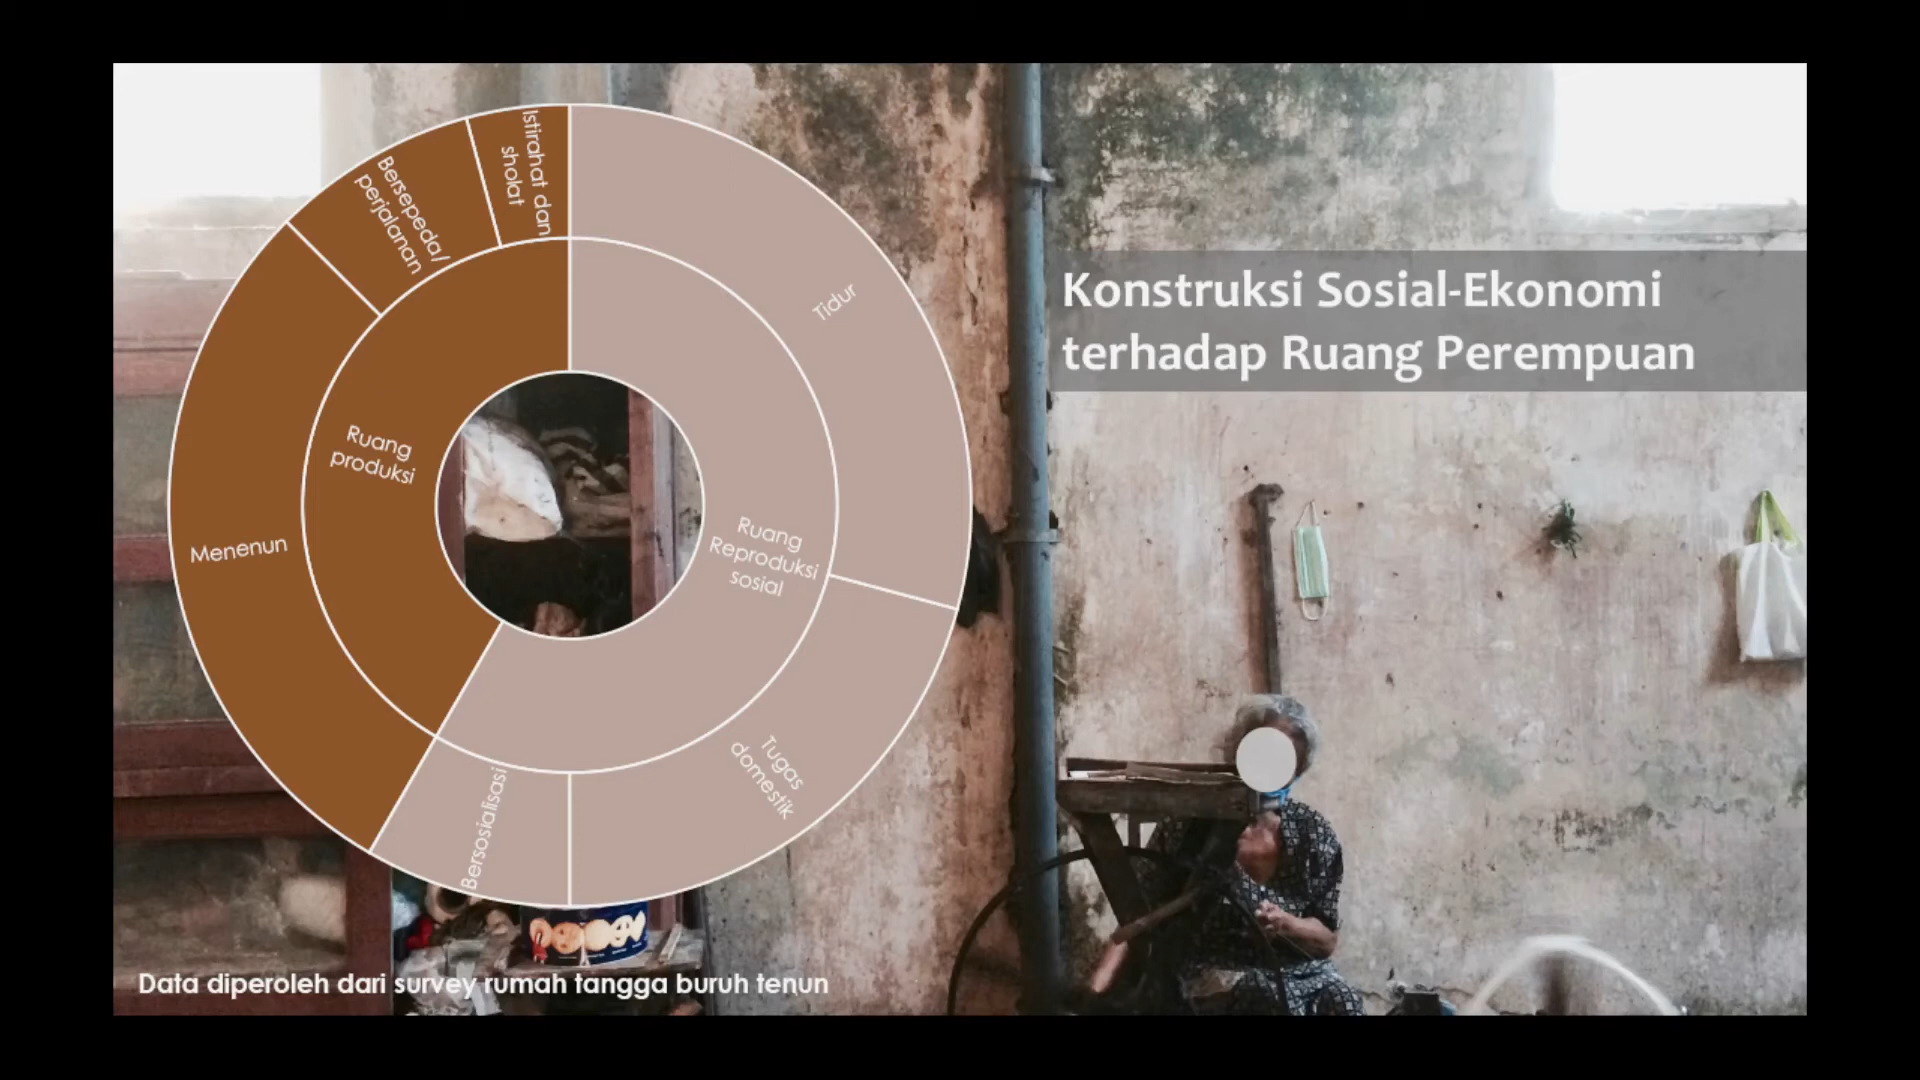 Konstruksi Sosial-Ekonomi
terhadap Ruang Perempuan
Istirahat dan
sholat
Bersepeda/
perjalanan
Tidur
Ruang
produksi
Menenun
Ruang
Reproduksi
sosial
Tugas
domestik
Bersosialisasi
Data diperoleh dari survey rumah tangga buruh tenun